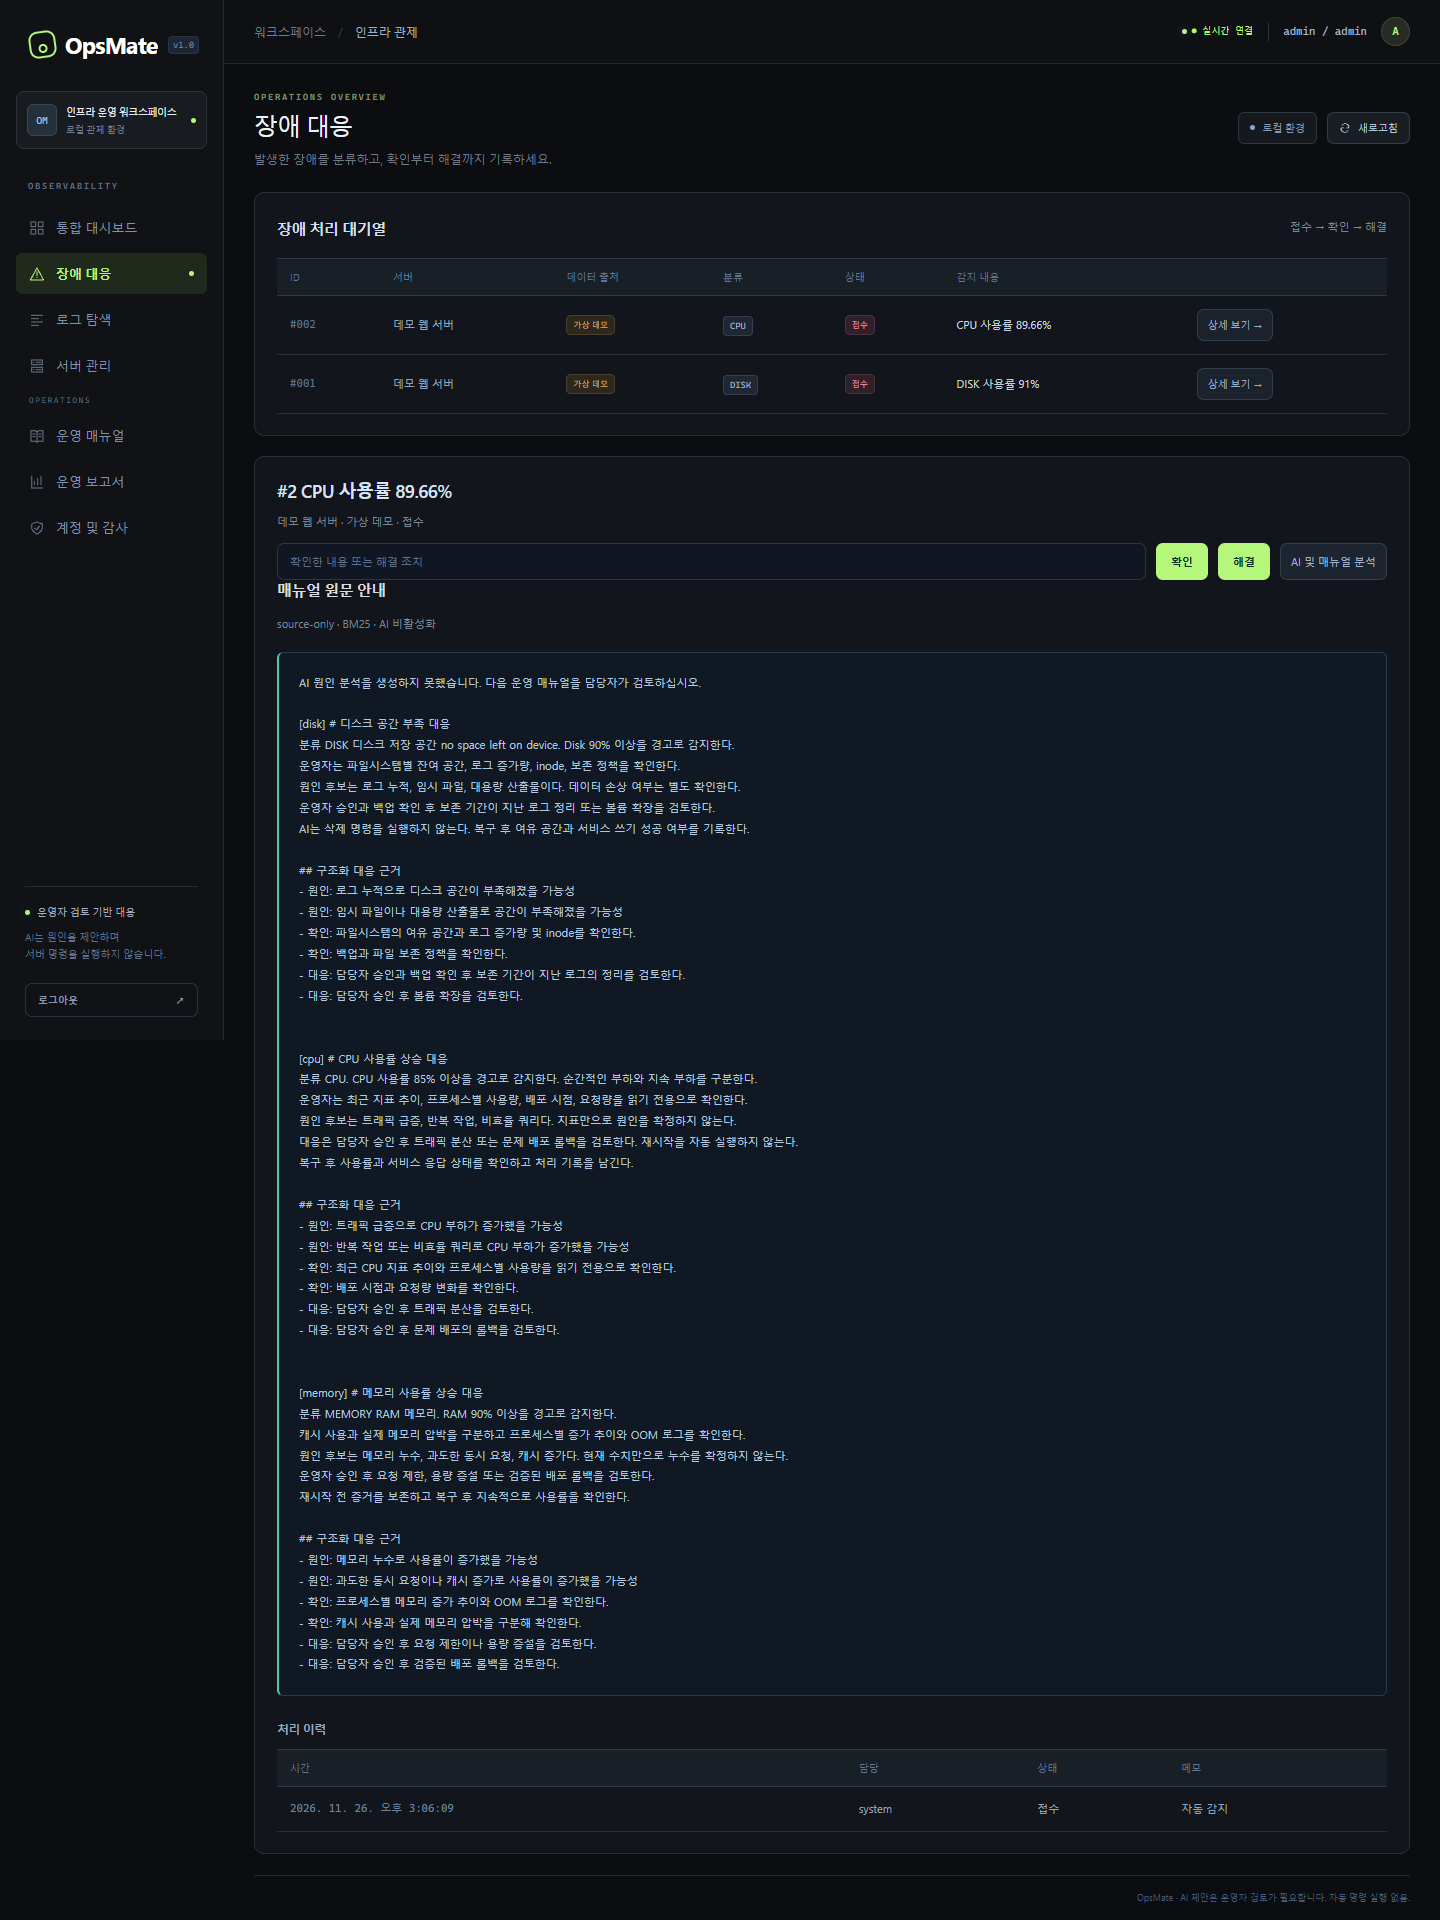 OpsMate v1.0
워크스페이스 / 인프라 관제
실시간 연결
admin / admin
A
OM
인프라 운영 워크스페이스
로컬 관제 환경
OBSERVABILITY
통합 대시보드
장애 대응
로그 탐색
서버 관리
OPERATIONS
운영 매뉴얼
운영 보고서
계정 및 감사
운영자 검토 기반 대응
AI는 원인을 제안하며
서버 명령을 실행하지 않습니다.
로그아웃 ↗
OPERATIONS OVERVIEW
장애 대응
발생한 장애를 분류하고, 확인부터 해결까지 기록하세요.
로컬 환경
새로고침
장애 처리 대기열
접수 → 확인 → 해결
ID 서버 데이터 출처 분류 상태 감지 내용
#002 데모 웹 서버 가상 데모 CPU 접수 CPU 사용률 89.66% 상세 보기 →
#001 데모 웹 서버 가상 데모 DISK 접수 DISK 사용률 91% 상세 보기 →
#2 CPU 사용률 89.66%
데모 웹 서버 · 가상 데모 · 접수
확인한 내용 또는 해결 조치
확인
해결
AI 및 매뉴얼 분석
매뉴얼 원문 안내
source-only · BM25 · AI 비활성화
AI 원인 분석을 생성하지 못했습니다. 다음 운영 매뉴얼을 담당자가 검토하십시오.
[disk] # 디스크 공간 부족 대응
분류 DISK 디스크 저장 공간 no space left on device. Disk 90% 이상을 경고로 감지한다.
운영자는 파일시스템별 잔여 공간, 로그 증가량, inode, 보존 정책을 확인한다.
원인 후보는 로그 누적, 임시 파일, 대용량 산출물이다. 데이터 손상 여부는 별도 확인한다.
운영자 승인과 백업 확인 후 보존 기간이 지난 로그 정리 또는 볼륨 확장을 검토한다.
AI는 삭제 명령을 실행하지 않는다. 복구 후 여유 공간과 서비스 쓰기 성공 여부를 기록한다.
## 구조화 대응 근거
- 원인: 로그 누적으로 디스크 공간이 부족해졌을 가능성
- 원인: 임시 파일이나 대용량 산출물로 공간이 부족해졌을 가능성
- 확인: 파일시스템의 여유 공간과 로그 증가량 및 inode를 확인한다.
- 확인: 백업과 파일 보존 정책을 확인한다.
- 대응: 담당자 승인과 백업 확인 후 보존 기간이 지난 로그의 정리를 검토한다.
- 대응: 담당자 승인 후 볼륨 확장을 검토한다.
[cpu] # CPU 사용률 상승 대응
분류 CPU. CPU 사용률 85% 이상을 경고로 감지한다. 순간적인 부하와 지속 부하를 구분한다.
운영자는 최근 지표 추이, 프로세스별 사용량, 배포 시점, 요청량을 읽기 전용으로 확인한다.
원인 후보는 트래픽 급증, 반복 작업, 비효율 쿼리다. 지표만으로 원인을 확정하지 않는다.
대응은 담당자 승인 후 트래픽 분산 또는 문제 배포 롤백을 검토한다. 재시작을 자동 실행하지 않는다.
복구 후 사용률과 서비스 응답 상태를 확인하고 처리 기록을 남긴다.
## 구조화 대응 근거
- 원인: 트래픽 급증으로 CPU 부하가 증가했을 가능성
- 원인: 반복 작업 또는 비효율 쿼리로 CPU 부하가 증가했을 가능성
- 확인: 최근 CPU 지표 추이와 프로세스별 사용량을 읽기 전용으로 확인한다.
- 확인: 배포 시점과 요청량 변화를 확인한다.
- 대응: 담당자 승인 후 트래픽 분산을 검토한다.
- 대응: 담당자 승인 후 문제 배포의 롤백을 검토한다.
[memory] # 메모리 사용률 상승 대응
분류 MEMORY RAM 메모리. RAM 90% 이상을 경고로 감지한다.
캐시 사용과 실제 메모리 압박을 구분하고 프로세스별 증가 추이와 OOM 로그를 확인한다.
원인 후보는 메모리 누수, 과도한 동시 요청, 캐시 증가다. 현재 수치만으로 누수를 확정하지 않는다.
운영자 승인 후 요청 제한, 용량 증설 또는 검증된 배포 롤백을 검토한다.
재시작 전 증거를 보존하고 복구 후 지속적으로 사용률을 확인한다.
## 구조화 대응 근거
- 원인: 메모리 누수로 사용률이 증가했을 가능성
- 원인: 과도한 동시 요청이나 캐시 증가로 사용률이 증가했을 가능성
- 확인: 프로세스별 메모리 증가 추이와 OOM 로그를 확인한다.
- 확인: 캐시 사용과 실제 메모리 압박을 구분해 확인한다.
- 대응: 담당자 승인 후 요청 제한이나 용량 증설을 검토한다.
- 대응: 담당자 승인 후 검증된 배포 롤백을 검토한다.
처리 이력
시간 담당 상태 메모
2026. 11. 26. 오후 3:06:09 system 접수 자동 감지
OpsMate · AI 제안은 운영자 검토가 필요합니다. 자동 명령 실행 없음.